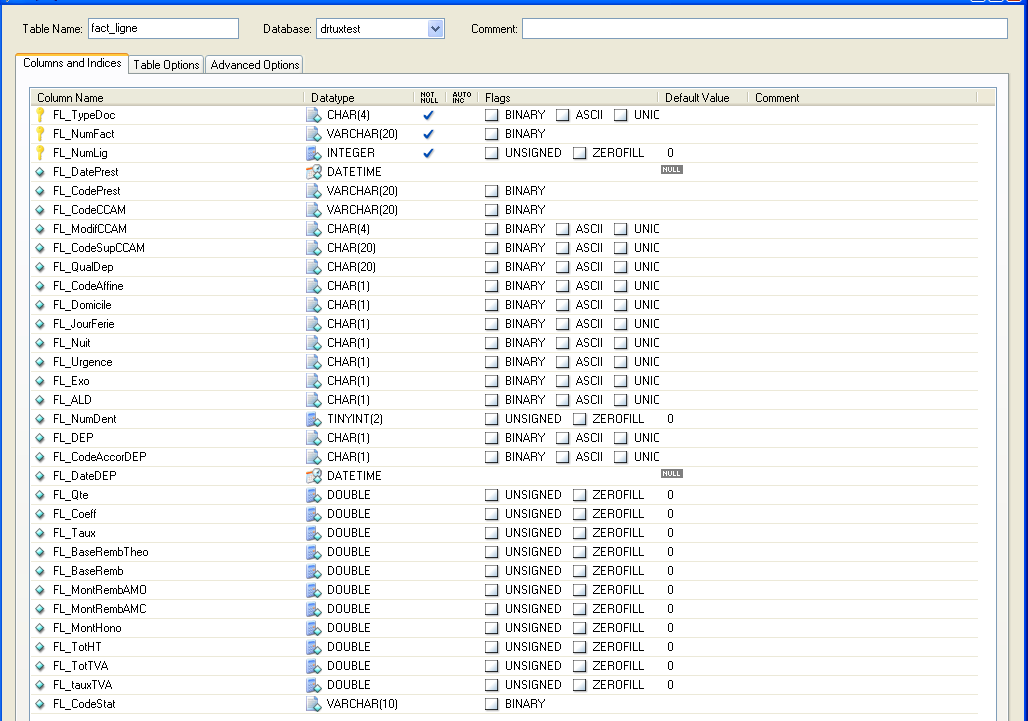 Table Name: fact_ligne Database: drtuxtest Comment:
Columns and Indices Table Options Advanced Options
Column Name Datatype NOT NULL AUTO INC Flags Default Value Comment
FL_TypeDoc CHAR(4) BINARY ASCII UNIC
FL_NumFact VARCHAR(20) BINARY
FL_NumLig INTEGER UNSIGNED ZEROFILL 0
FL_DatePrest DATETIME NULL
FL_CodePrest VARCHAR(20) BINARY
FL_CodeCCAM VARCHAR(20) BINARY
FL_ModifCCAM CHAR(4) BINARY ASCII UNIC
FL_CodeSupCCAM CHAR(20) BINARY ASCII UNIC
FL_QualDep CHAR(20) BINARY ASCII UNIC
FL_CodeAffine CHAR(1) BINARY ASCII UNIC
FL_Domicile CHAR(1) BINARY ASCII UNIC
FL_JourFerie CHAR(1) BINARY ASCII UNIC
FL_Nuit CHAR(1) BINARY ASCII UNIC
FL_Urgence CHAR(1) BINARY ASCII UNIC
FL_Exo CHAR(1) BINARY ASCII UNIC
FL_ALD CHAR(1) BINARY ASCII UNIC
FL_NumDent TINYINT(2) UNSIGNED ZEROFILL 0
FL_DEP CHAR(1) BINARY ASCII UNIC
FL_CodeAccorDEP CHAR(1) BINARY ASCII UNIC
FL_DateDEP DATETIME NULL
FL_Qte DOUBLE UNSIGNED ZEROFILL 0
FL_Coeff DOUBLE UNSIGNED ZEROFILL 0
FL_Taux DOUBLE UNSIGNED ZEROFILL 0
FL_BaseRembTheo DOUBLE UNSIGNED ZEROFILL 0
FL_BaseRemb DOUBLE UNSIGNED ZEROFILL 0
FL_MontRembAMO DOUBLE UNSIGNED ZEROFILL 0
FL_MontRembAMC DOUBLE UNSIGNED ZEROFILL 0
FL_MontHono DOUBLE UNSIGNED ZEROFILL 0
FL_TotHT DOUBLE UNSIGNED ZEROFILL 0
FL_TotTVA DOUBLE UNSIGNED ZEROFILL 0
FL_tauxTVA DOUBLE UNSIGNED ZEROFILL 0
FL_CodeStat VARCHAR(10) BINARY